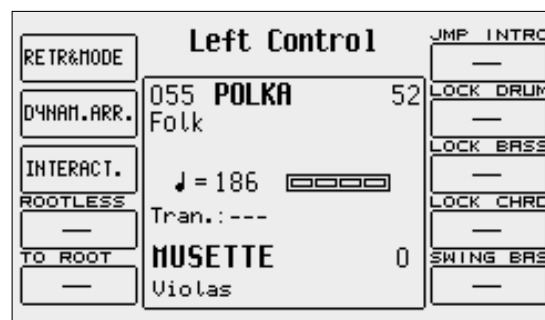 Left Control
RETR&MODE
DYNAM.ARR.
INTERACT.
ROOTLESS
—
TO ROOT
—
055 POLKA 52
Folk
♩=186
Tran.:---
MUSETTE 0
Violas
JMP INTRO
—
LOCK DRUM
—
LOCK BASS
—
LOCK CHRD
—
SWING BAS
—